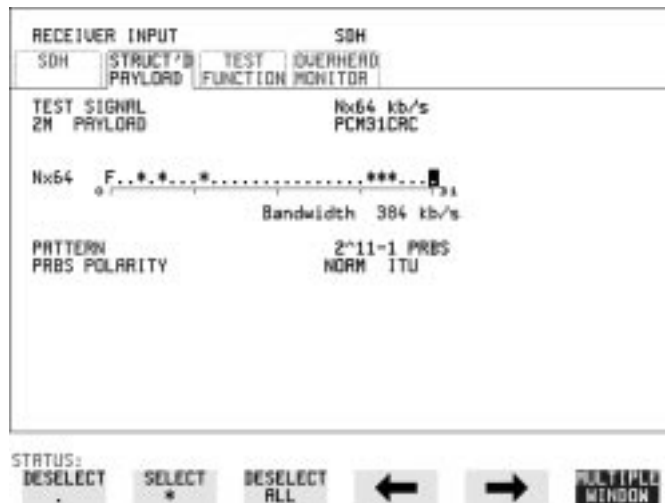 RECEIVER INPUT SDH
SDH STRUCT'D PAYLOAD TEST FUNCTION OVERHEAD MONITOR
TEST SIGNAL Nx64 kb/s
2M PAYLOAD PCM31CRC
Nx64 F..*.*...*................***....
0 31
Bandwidth 384 kb/s
PATTERN 2^11-1 PRBS
PRBS POLARITY NORM ITU
STATUS:
DESELECT . SELECT * DESELECT ALL MULTIPLE WINDOW